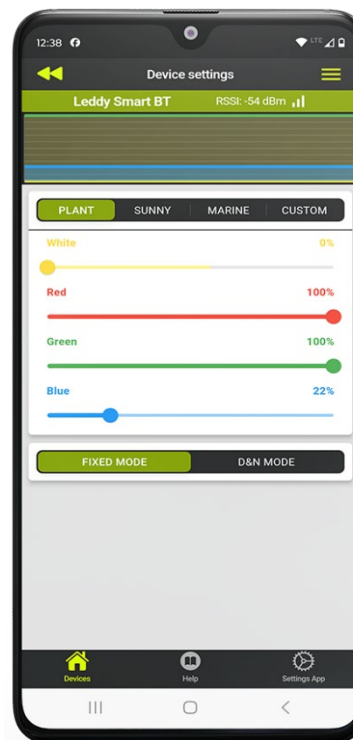 12:38 LTE
Device settings
Leddy Smart BT RSSI: -54 dBm
PLANT SUNNY MARINE CUSTOM
White 0%
Red 100%
Green 100%
Blue 22%
FIXED MODE D&N MODE
Devices Help Settings App